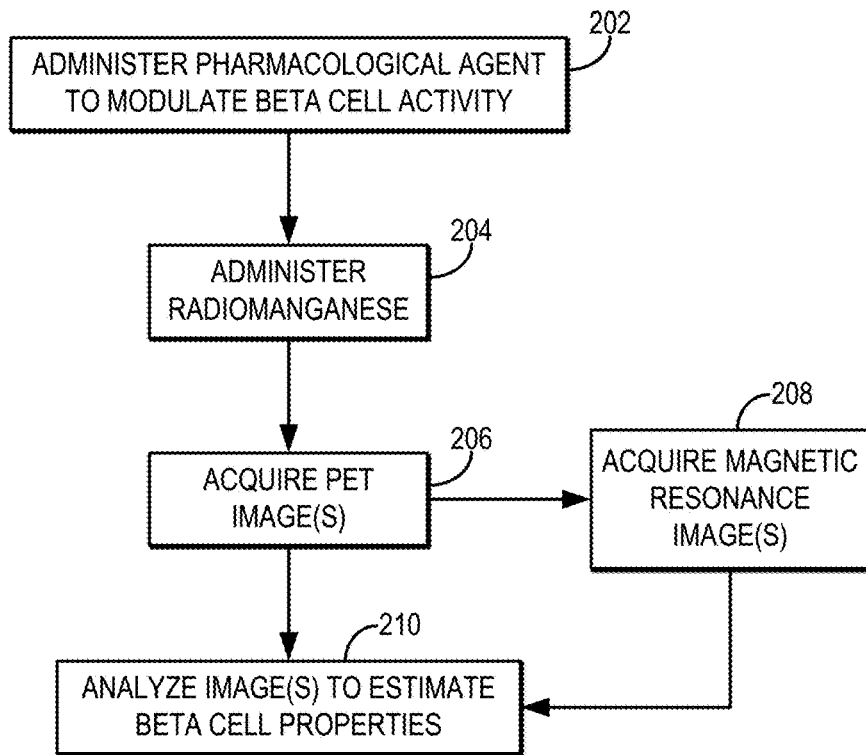 202
ADMINISTER PHARMACOLOGICAL AGENT
TO MODULATE BETA CELL ACTIVITY
204
ADMINISTER
RADIOMANGANESE
206
ACQUIRE PET
IMAGE(S)
208
ACQUIRE MAGNETIC
RESONANCE
IMAGE(S)
210
ANALYZE IMAGE(S) TO ESTIMATE
BETA CELL PROPERTIES